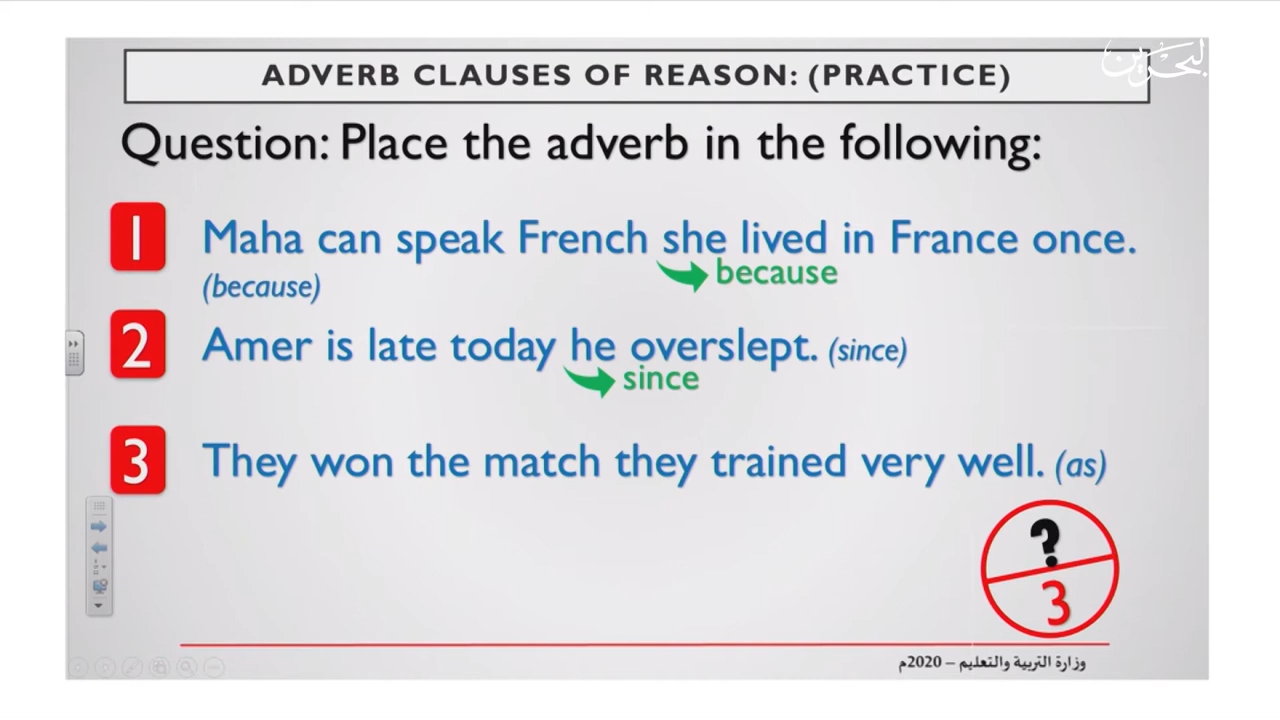 البحرين
ADVERB CLAUSES OF REASON: (PRACTICE)
Question: Place the adverb in the following:
1 Maha can speak French she lived in France once.
because
(because)
2 Amer is late today he overslept. (since)
since
3 They won the match they trained very well. (as)
?
3
وزارة التربية والتعليم – 2020م